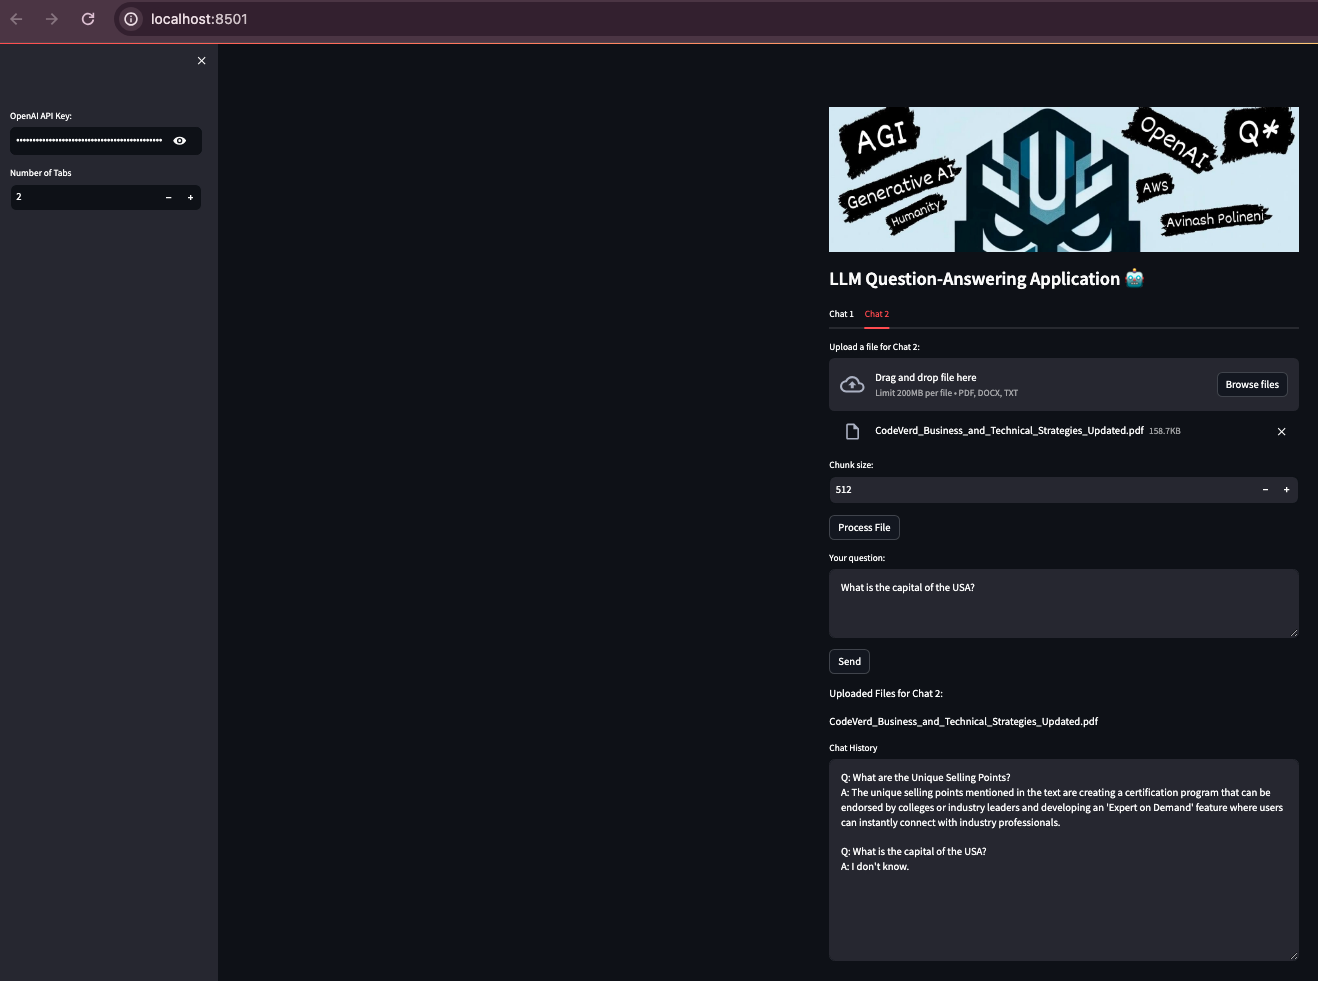 localhost:8501
OpenAI API Key:
Number of Tabs
2
AGI
Generative AI
Humanity
OpenAI
Q*
AWS
Avinash Polineni
LLM Question-Answering Application 🤖
Chat 1 Chat 2
Upload a file for Chat 2:
Drag and drop file here
Limit 200MB per file • PDF, DOCX, TXT
Browse files
CodeVerd_Business_and_Technical_Strategies_Updated.pdf 158.7KB
Chunk size:
512
Process File
Your question:
What is the capital of the USA?
Send
Uploaded Files for Chat 2:
CodeVerd_Business_and_Technical_Strategies_Updated.pdf
Chat History
Q: What are the Unique Selling Points?
A: The unique selling points mentioned in the text are creating a certification program that can be
endorsed by colleges or industry leaders and developing an 'Expert on Demand' feature where users
can instantly connect with industry professionals.
Q: What is the capital of the USA?
A: I don't know.